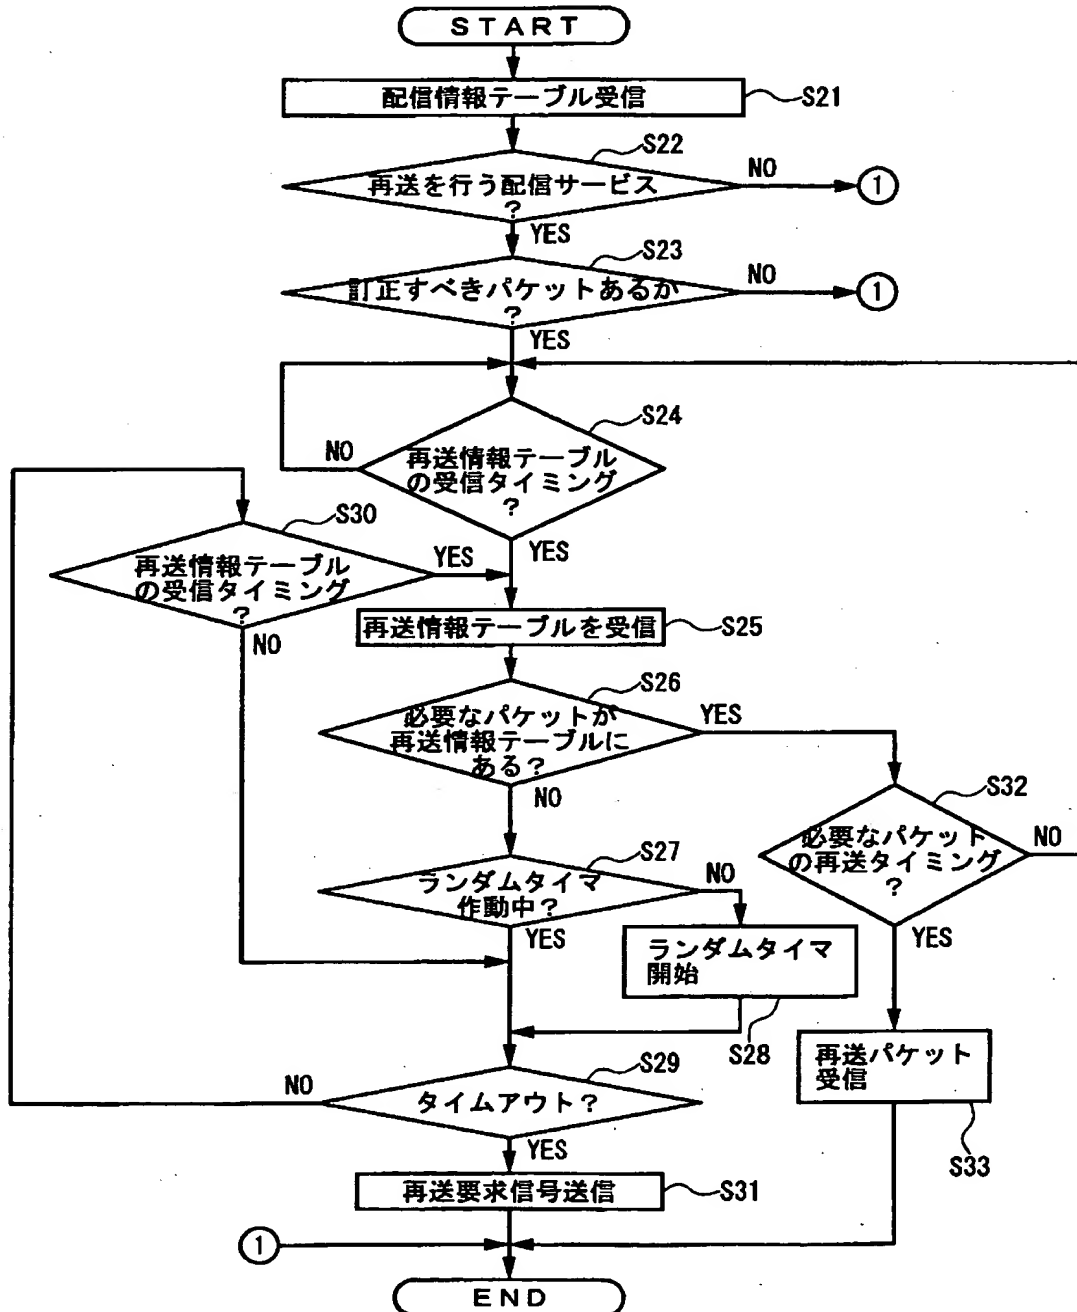 START
配信情報テーブル受信
S21
S22
再送を行う配信サービス
?
NO
1
YES
S23
訂正すべきパケットあるか
?
NO
1
YES
S24
再送情報テーブル
の受信タイミング
?
NO
YES
S30
再送情報テーブル
の受信タイミング
?
YES
NO
再送情報テーブルを受信
S25
S26
必要なパケットが
再送情報テーブルに
ある?
YES
NO
S32
必要なパケット
の再送タイミング
?
NO
YES
S27
ランダムタイマ
作動中?
NO
YES
ランダムタイマ
開始
S28
再送パケット
受信
S33
S29
タイムアウト?
NO
YES
再送要求信号送信
S31
1
END